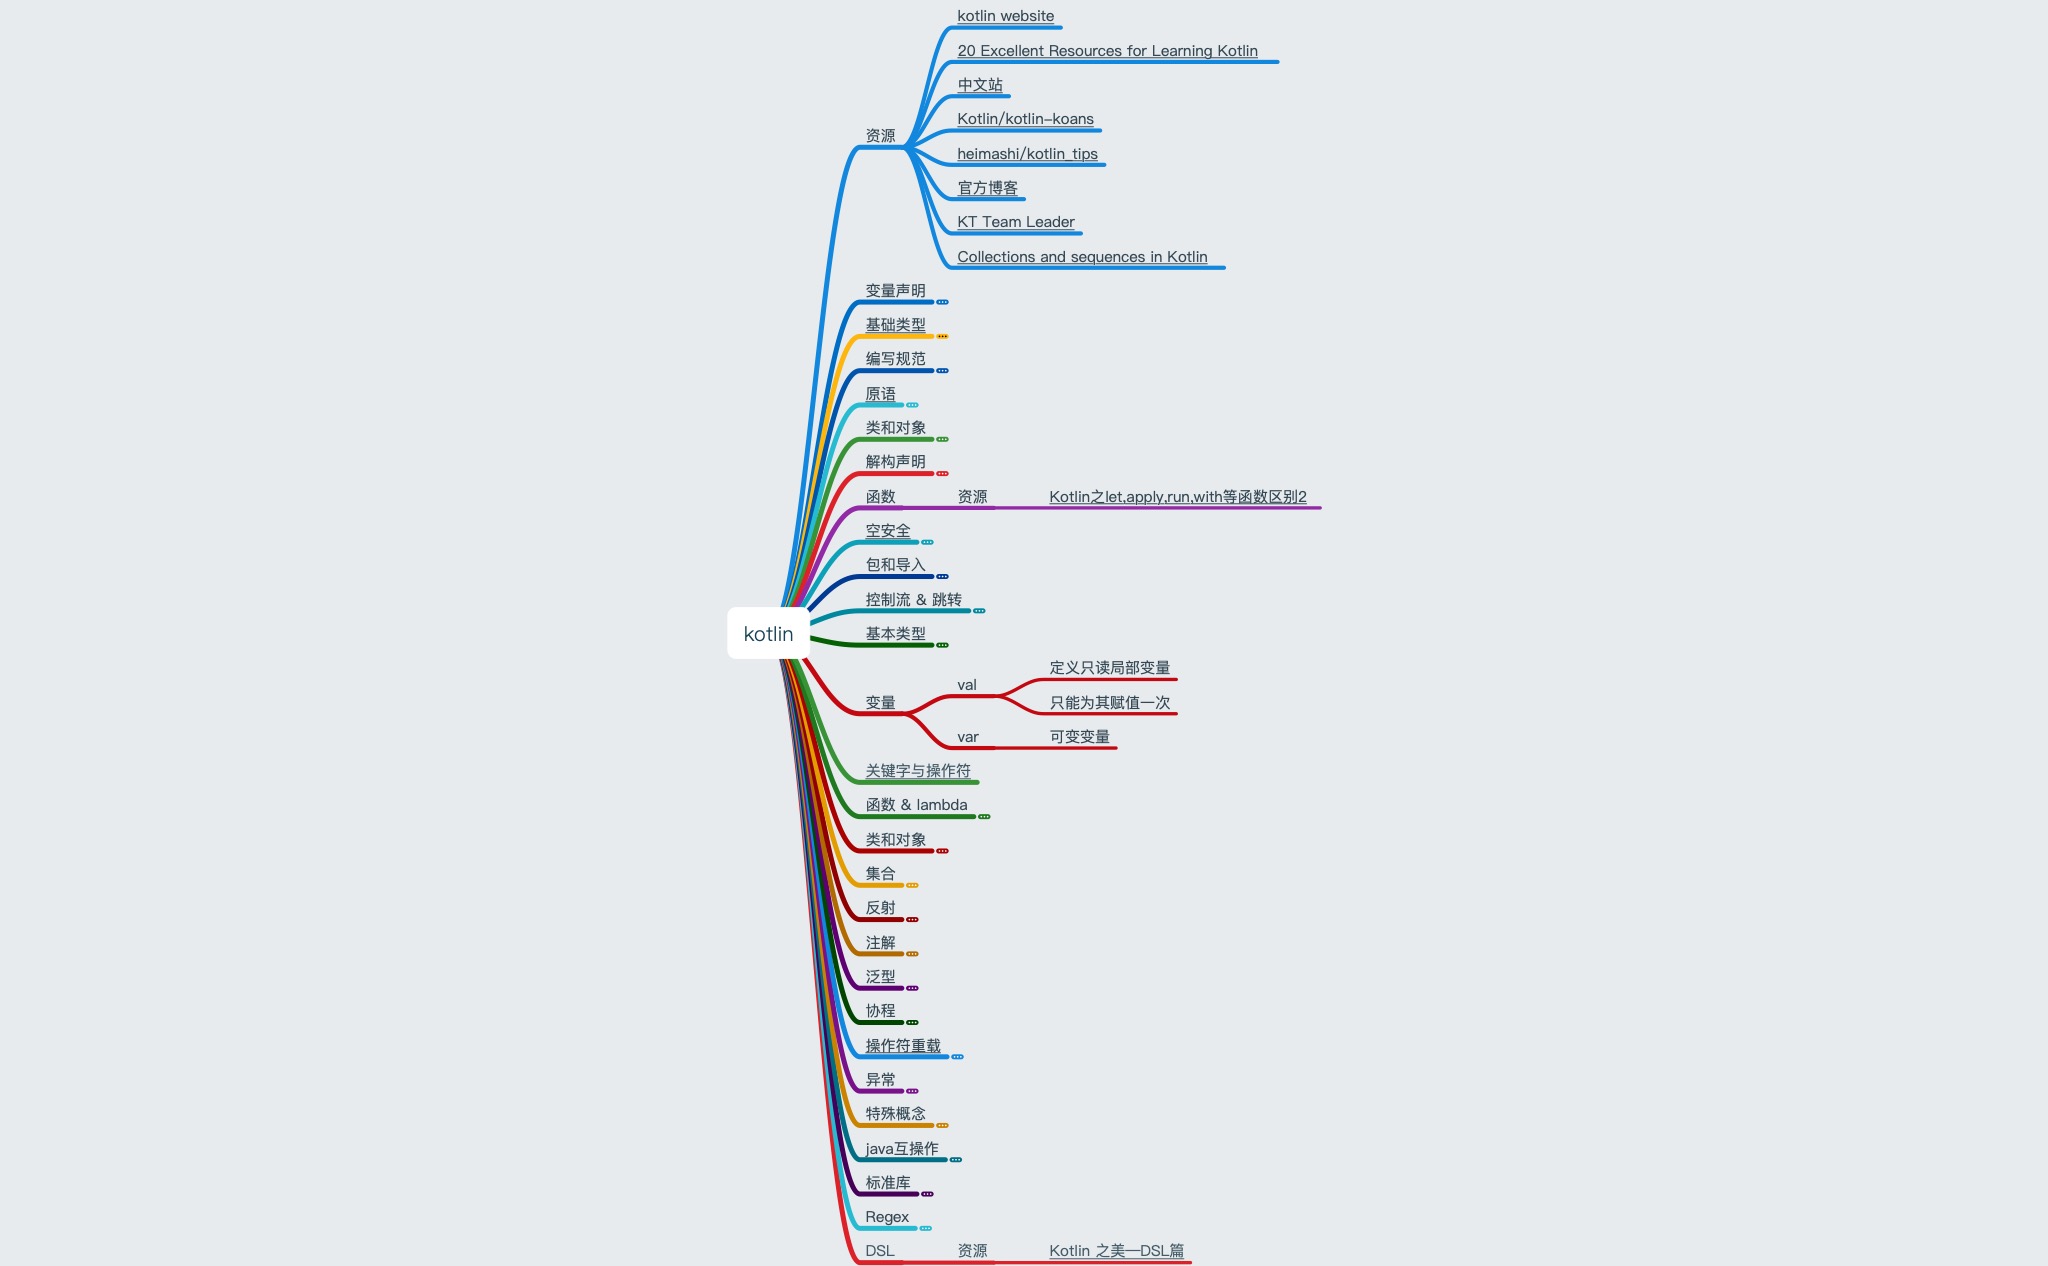 kotlin website
20 Excellent Resources for Learning Kotlin
中文站
Kotlin/kotlin-koans
资源
heimashi/kotlin_tips
官方博客
KT Team Leader
Collections and sequences in Kotlin
变量声明
基础类型
编写规范
原语
类和对象
解构声明
函数 资源 Kotlin之let,apply,run,with等函数区别2
空安全
包和导入
控制流 & 跳转
kotlin
基本类型
定义只读局部变量
val
只能为其赋值一次
变量
var 可变变量
关键字与操作符
函数 & lambda
类和对象
集合
反射
注解
泛型
协程
操作符重载
异常
特殊概念
java互操作
标准库
Regex
DSL 资源 Kotlin 之美—DSL篇